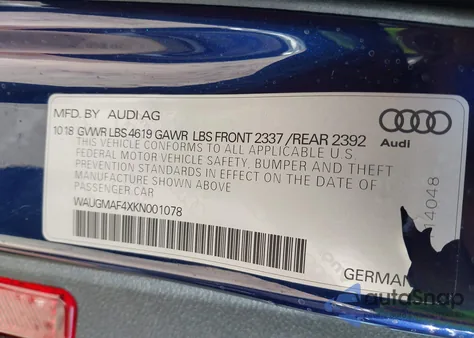 MFD. BY AUDI AG
10 18 GVWR LBS 4619 GAWR LBS FRONT 2337 /REAR 2392
THIS VEHICLE CONFORMS TO ALL APPLICABLE U.S.
FEDERAL MOTOR VEHICLE SAFETY, BUMPER AND THEFT
PREVENTION STANDARDS IN EFFECT ON THE DATE OF
MANUFACTURE SHOWN ABOVE
PASSENGER CAR
WAUGMAF4XKN001078
Audi
14048
GERMAN
AutoSnap